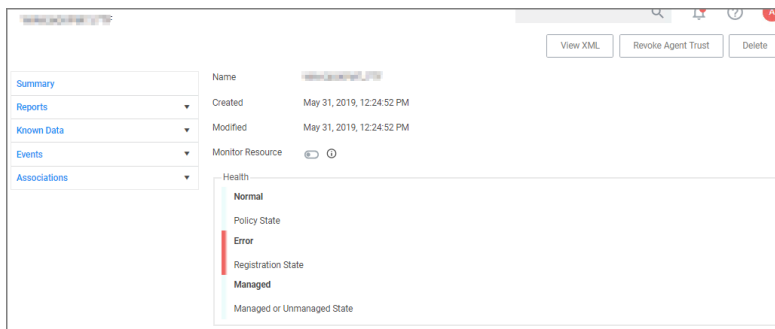 View XML Revoke Agent Trust Delete
Summary
Reports
Known Data
Events
Associations
Name
Created May 31, 2019, 12:24:52 PM
Modified May 31, 2019, 12:24:52 PM
Monitor Resource
Health
Normal
Policy State
Error
Registration State
Managed
Managed or Unmanaged State